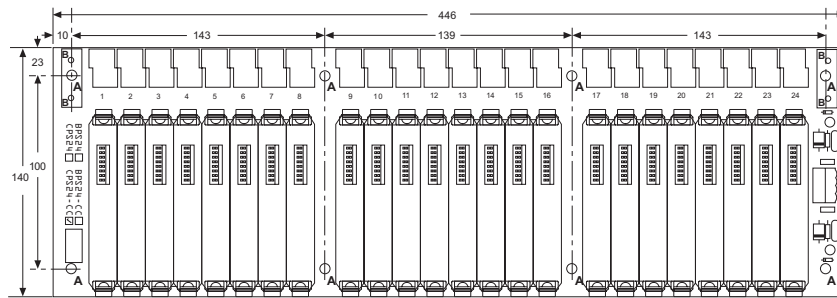 446
10 143 139 143
23
B B
A A A A
1 2 3 4 5 6 7 8 9 10 11 12 13 14 15 16 17 18 19 20 21 22 23 24
B B
100
140
BPS24
CPS24
BPS24-CC
CPS24-CC
A A A A